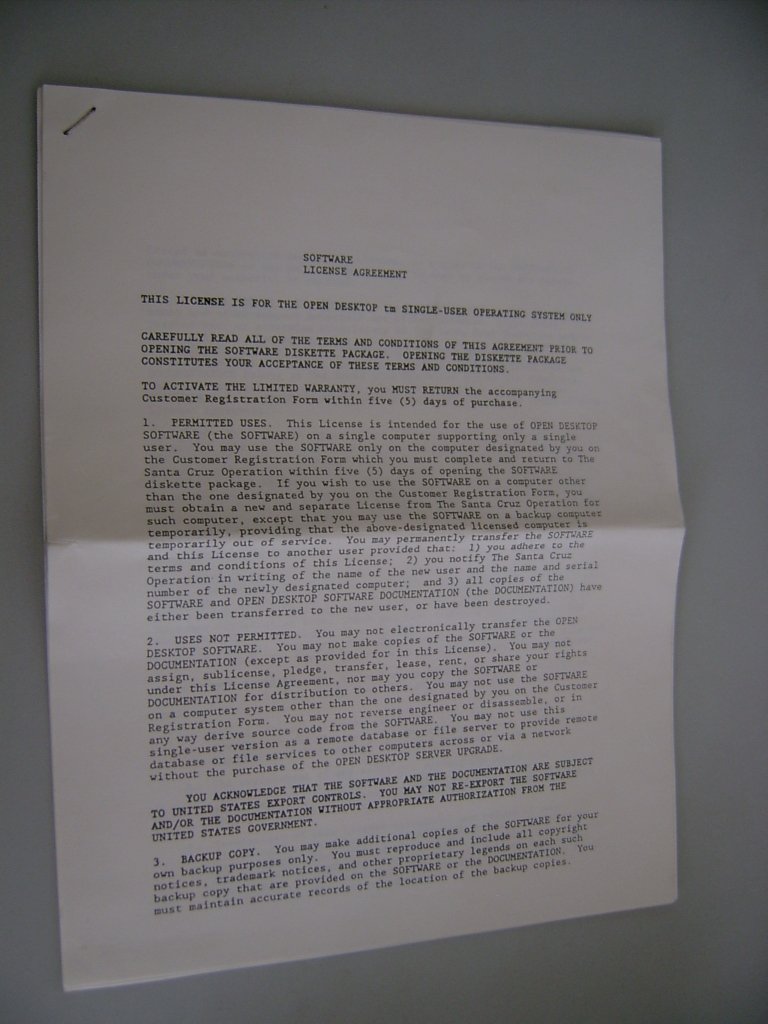 SOFTWARE
LICENSE AGREEMENT
THIS LICENSE IS FOR THE OPEN DESKTOP tm SINGLE-USER OPERATING SYSTEM ONLY
CAREFULLY READ ALL OF THE TERMS AND CONDITIONS OF THIS AGREEMENT PRIOR TO
OPENING THE SOFTWARE DISKETTE PACKAGE. OPENING THE DISKETTE PACKAGE
CONSTITUTES YOUR ACCEPTANCE OF THESE TERMS AND CONDITIONS.
TO ACTIVATE THE LIMITED WARRANTY, you MUST RETURN the accompanying
Customer Registration Form within five (5) days of purchase.
1. PERMITTED USES. This License is intended for the use of OPEN DESKTOP
SOFTWARE (the SOFTWARE) on a single computer supporting only a single
user. You may use the SOFTWARE only on the computer designated by you on
the Customer Registration Form which you must complete and return to The
Santa Cruz Operation within five (5) days of opening the SOFTWARE
diskette package. If you wish to use the SOFTWARE on a computer other
than the one designated by you on the Customer Registration Form, you
must obtain a new and separate License from The Santa Cruz Operation for
such computer, except that you may use the SOFTWARE on a backup computer
temporarily, providing that the above-designated licensed computer is
temporarily out of service. You may permanently transfer the SOFTWARE
and this License to another user provided that: 1) you adhere to the
terms and conditions of this License; 2) you notify The Santa Cruz
Operation in writing of the name of the new user and the name and serial
number of the newly designated computer; and 3) all copies of the
SOFTWARE and OPEN DESKTOP SOFTWARE DOCUMENTATION (the DOCUMENTATION) have
either been transferred to the new user, or have been destroyed.
2. USES NOT PERMITTED. You may not electronically transfer the OPEN
DESKTOP SOFTWARE. You may not make copies of the SOFTWARE or the
DOCUMENTATION (except as provided for in this License). You may not
assign, sublicense, pledge, transfer, lease, rent, or share your rights
under this License Agreement, nor may you copy the SOFTWARE or
DOCUMENTATION for distribution to others. You may not use the SOFTWARE
on a computer system other than the one designated by you on the Customer
Registration Form. You may not reverse engineer or disassemble, or in
any way derive source code from the SOFTWARE. You may not use this
single-user version as a remote database or file server to provide remote
database or file services to other computers across or via a network
without the purchase of the OPEN DESKTOP SERVER UPGRADE.
YOU ACKNOWLEDGE THAT THE SOFTWARE AND THE DOCUMENTATION ARE SUBJECT
TO UNITED STATES EXPORT CONTROLS. YOU MAY NOT RE-EXPORT THE SOFTWARE
AND/OR THE DOCUMENTATION WITHOUT APPROPRIATE AUTHORIZATION FROM THE
UNITED STATES GOVERNMENT.
3. BACKUP COPY. You may make additional copies of the SOFTWARE for your
own backup purposes only. You must reproduce and include all copyright
notices, trademark notices, and other proprietary legends on each such
backup copy that are provided on the SOFTWARE or the DOCUMENTATION. You
must maintain accurate records of the location of the backup copies.